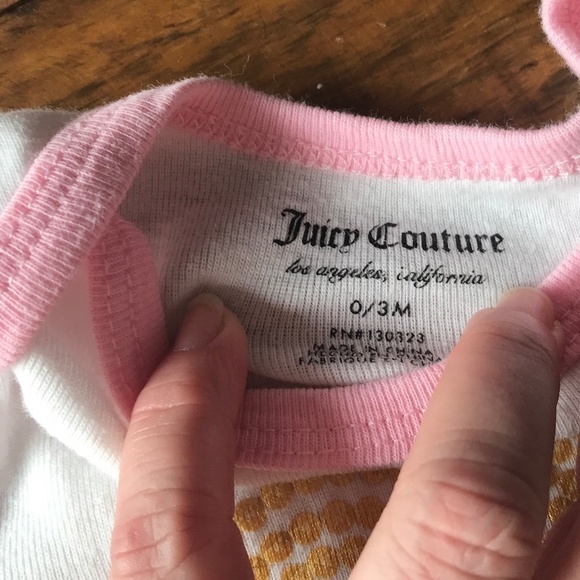 Juicy Couture
los angeles, california
0/3M
RN#130323
MADE IN CHINA